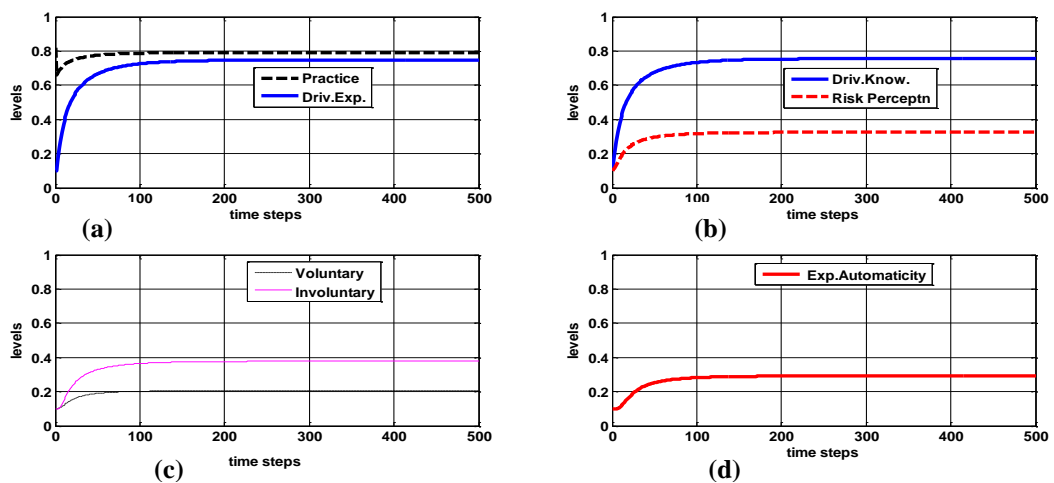 1
0.8
0.6
0.4
0.2
0
levels
Practice
Driv.Exp.
0 100 200 300 400 500
time steps
(a)
1
0.8
0.6
0.4
0.2
0
levels
Driv.Know.
Risk Perceptn
0 100 200 300 400 500
time steps
(b)
1
0.8
0.6
0.4
0.2
0
levels
Voluntary
Involuntary
0 100 200 300 400 500
time steps
(c)
1
0.8
0.6
0.4
0.2
0
levels
Exp.Automaticity
0 100 200 300 400 500
time steps
(d)